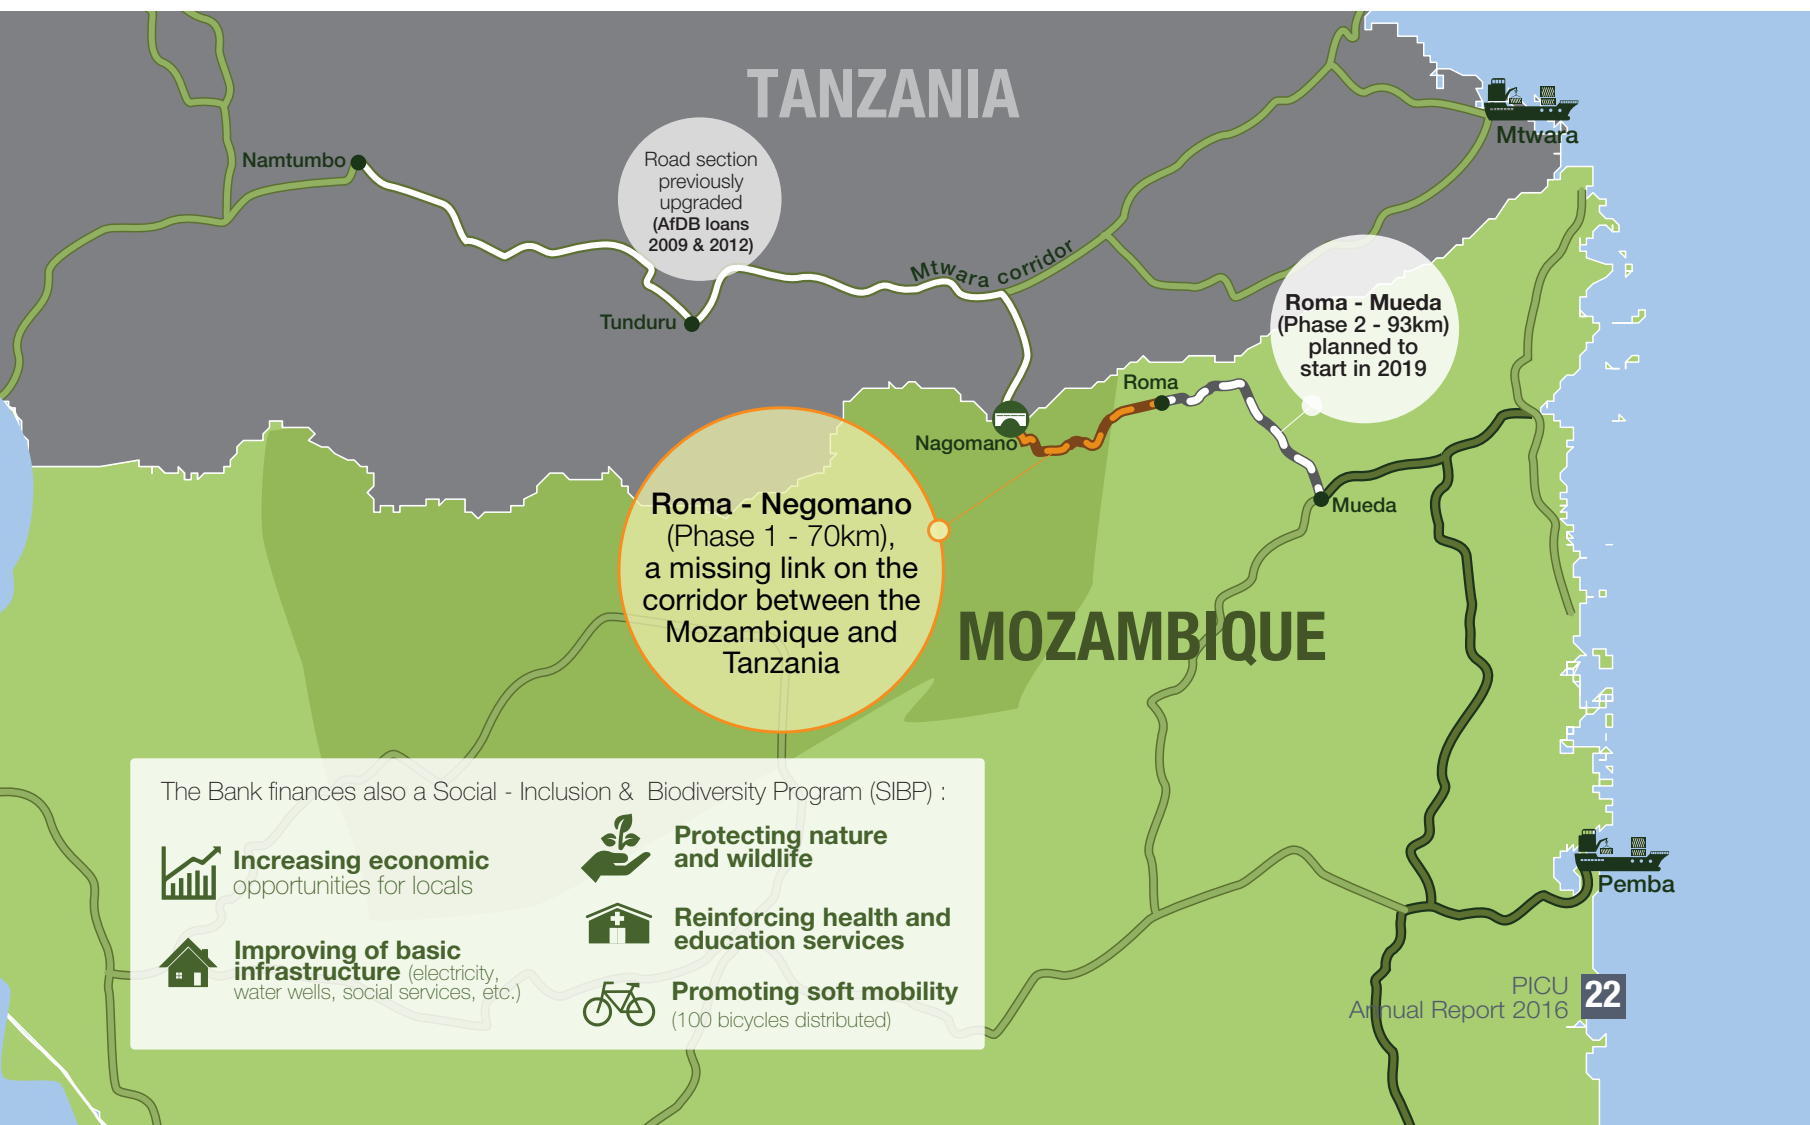 TANZANIA
Mtwara
Namtumbo
Road section
previously
upgraded
(AfDB loans
2009 & 2012)
Mtwara corridor
Tunduru
Roma - Mueda
(Phase 2 - 93km)
planned to
start in 2019
Roma
Nagomano
Mueda
Roma - Negomano
(Phase 1 - 70km),
a missing link on the
corridor between the
Mozambique and
Tanzania
MOZAMBIQUE
The Bank finances also a Social - Inclusion & Biodiversity Program (SIBP) :
Increasing economic
opportunities for locals
Improving of basic
infrastructure (electricity,
water wells, social services, etc.)
Protecting nature
and wildlife
Reinforcing health and
education services
Promoting soft mobility
(100 bicycles distributed)
Pemba
PICU
Annual Report 2016
22